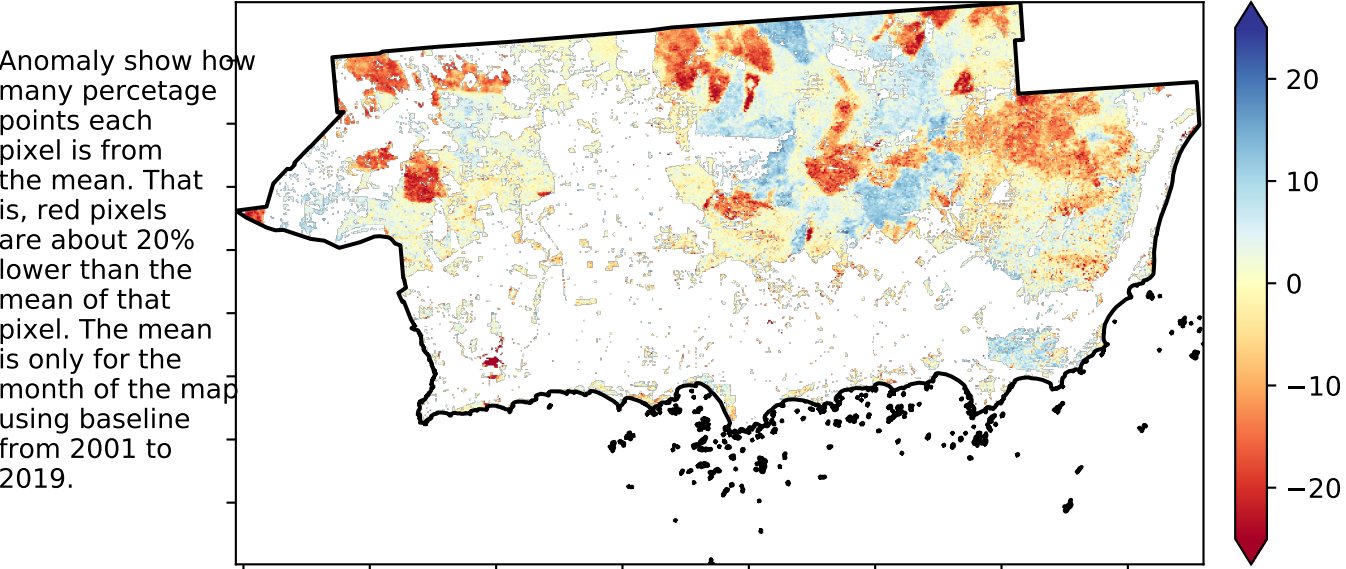 Anomaly show how
many percetage
points each
pixel is from
the mean. That
is, red pixels
are about 20%
lower than the
mean of that
pixel. The mean
is only for the
month of the map
using baseline
from 2001 to
2019.
20
10
0
−10
−20